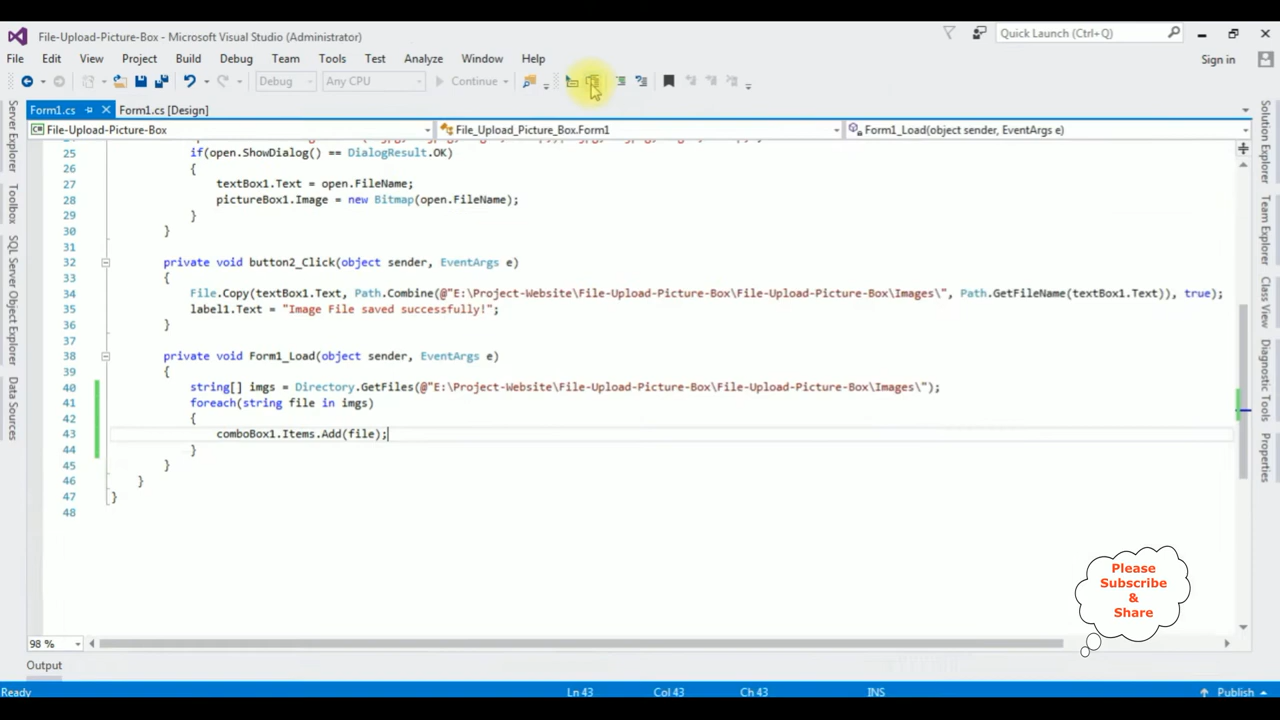 File-Upload-Picture-Box - Microsoft Visual Studio (Administrator)
Quick Launch (Ctrl+Q)
File Edit View Project Build Debug Team Tools Test Analyze Window Help
Sign in
Debug Any CPU Continue
Form1.cs Form1.cs [Design]
File-Upload-Picture-Box File_Upload_Picture_Box.Form1 Form1_Load(object sender, EventArgs e)
25 if(open.ShowDialog() == DialogResult.OK)
26 {
27 textBox1.Text = open.FileName;
28 pictureBox1.Image = new Bitmap(open.FileName);
29 }
30 }
31
32 private void button2_Click(object sender, EventArgs e)
33 {
34 File.Copy(textBox1.Text, Path.Combine(@"E:\Project-Website\File-Upload-Picture-Box\File-Upload-Picture-Box\Images\", Path.GetFileName(textBox1.Text)), true);
35 label1.Text = "Image File saved successfully!";
36 }
37
38 private void Form1_Load(object sender, EventArgs e)
39 {
40 string[] imgs = Directory.GetFiles(@"E:\Project-Website\File-Upload-Picture-Box\File-Upload-Picture-Box\Images\");
41 foreach(string file in imgs)
42 {
43 comboBox1.Items.Add(file);
44 }
45 }
46 }
47 }
48
Server Explorer
Toolbox
SQL Server Object Explorer
Data Sources
Solution Explorer
Team Explorer
Class View
Diagnostic Tools
Properties
Please
Subscribe
&
Share
98 %
Output
Ready Ln 43 Col 43 Ch 43 INS Publish